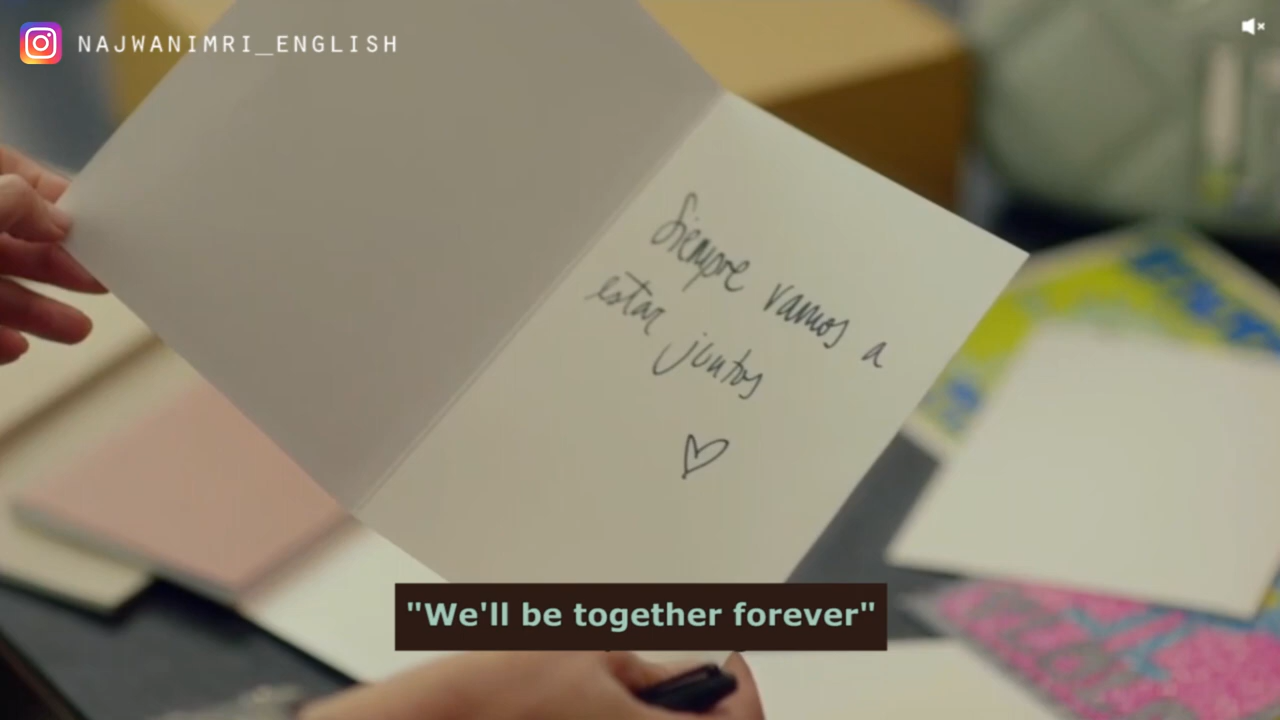 NAJWANIMRI_ENGLISH
Siempre vamos a
estar juntos
"We'll be together forever"